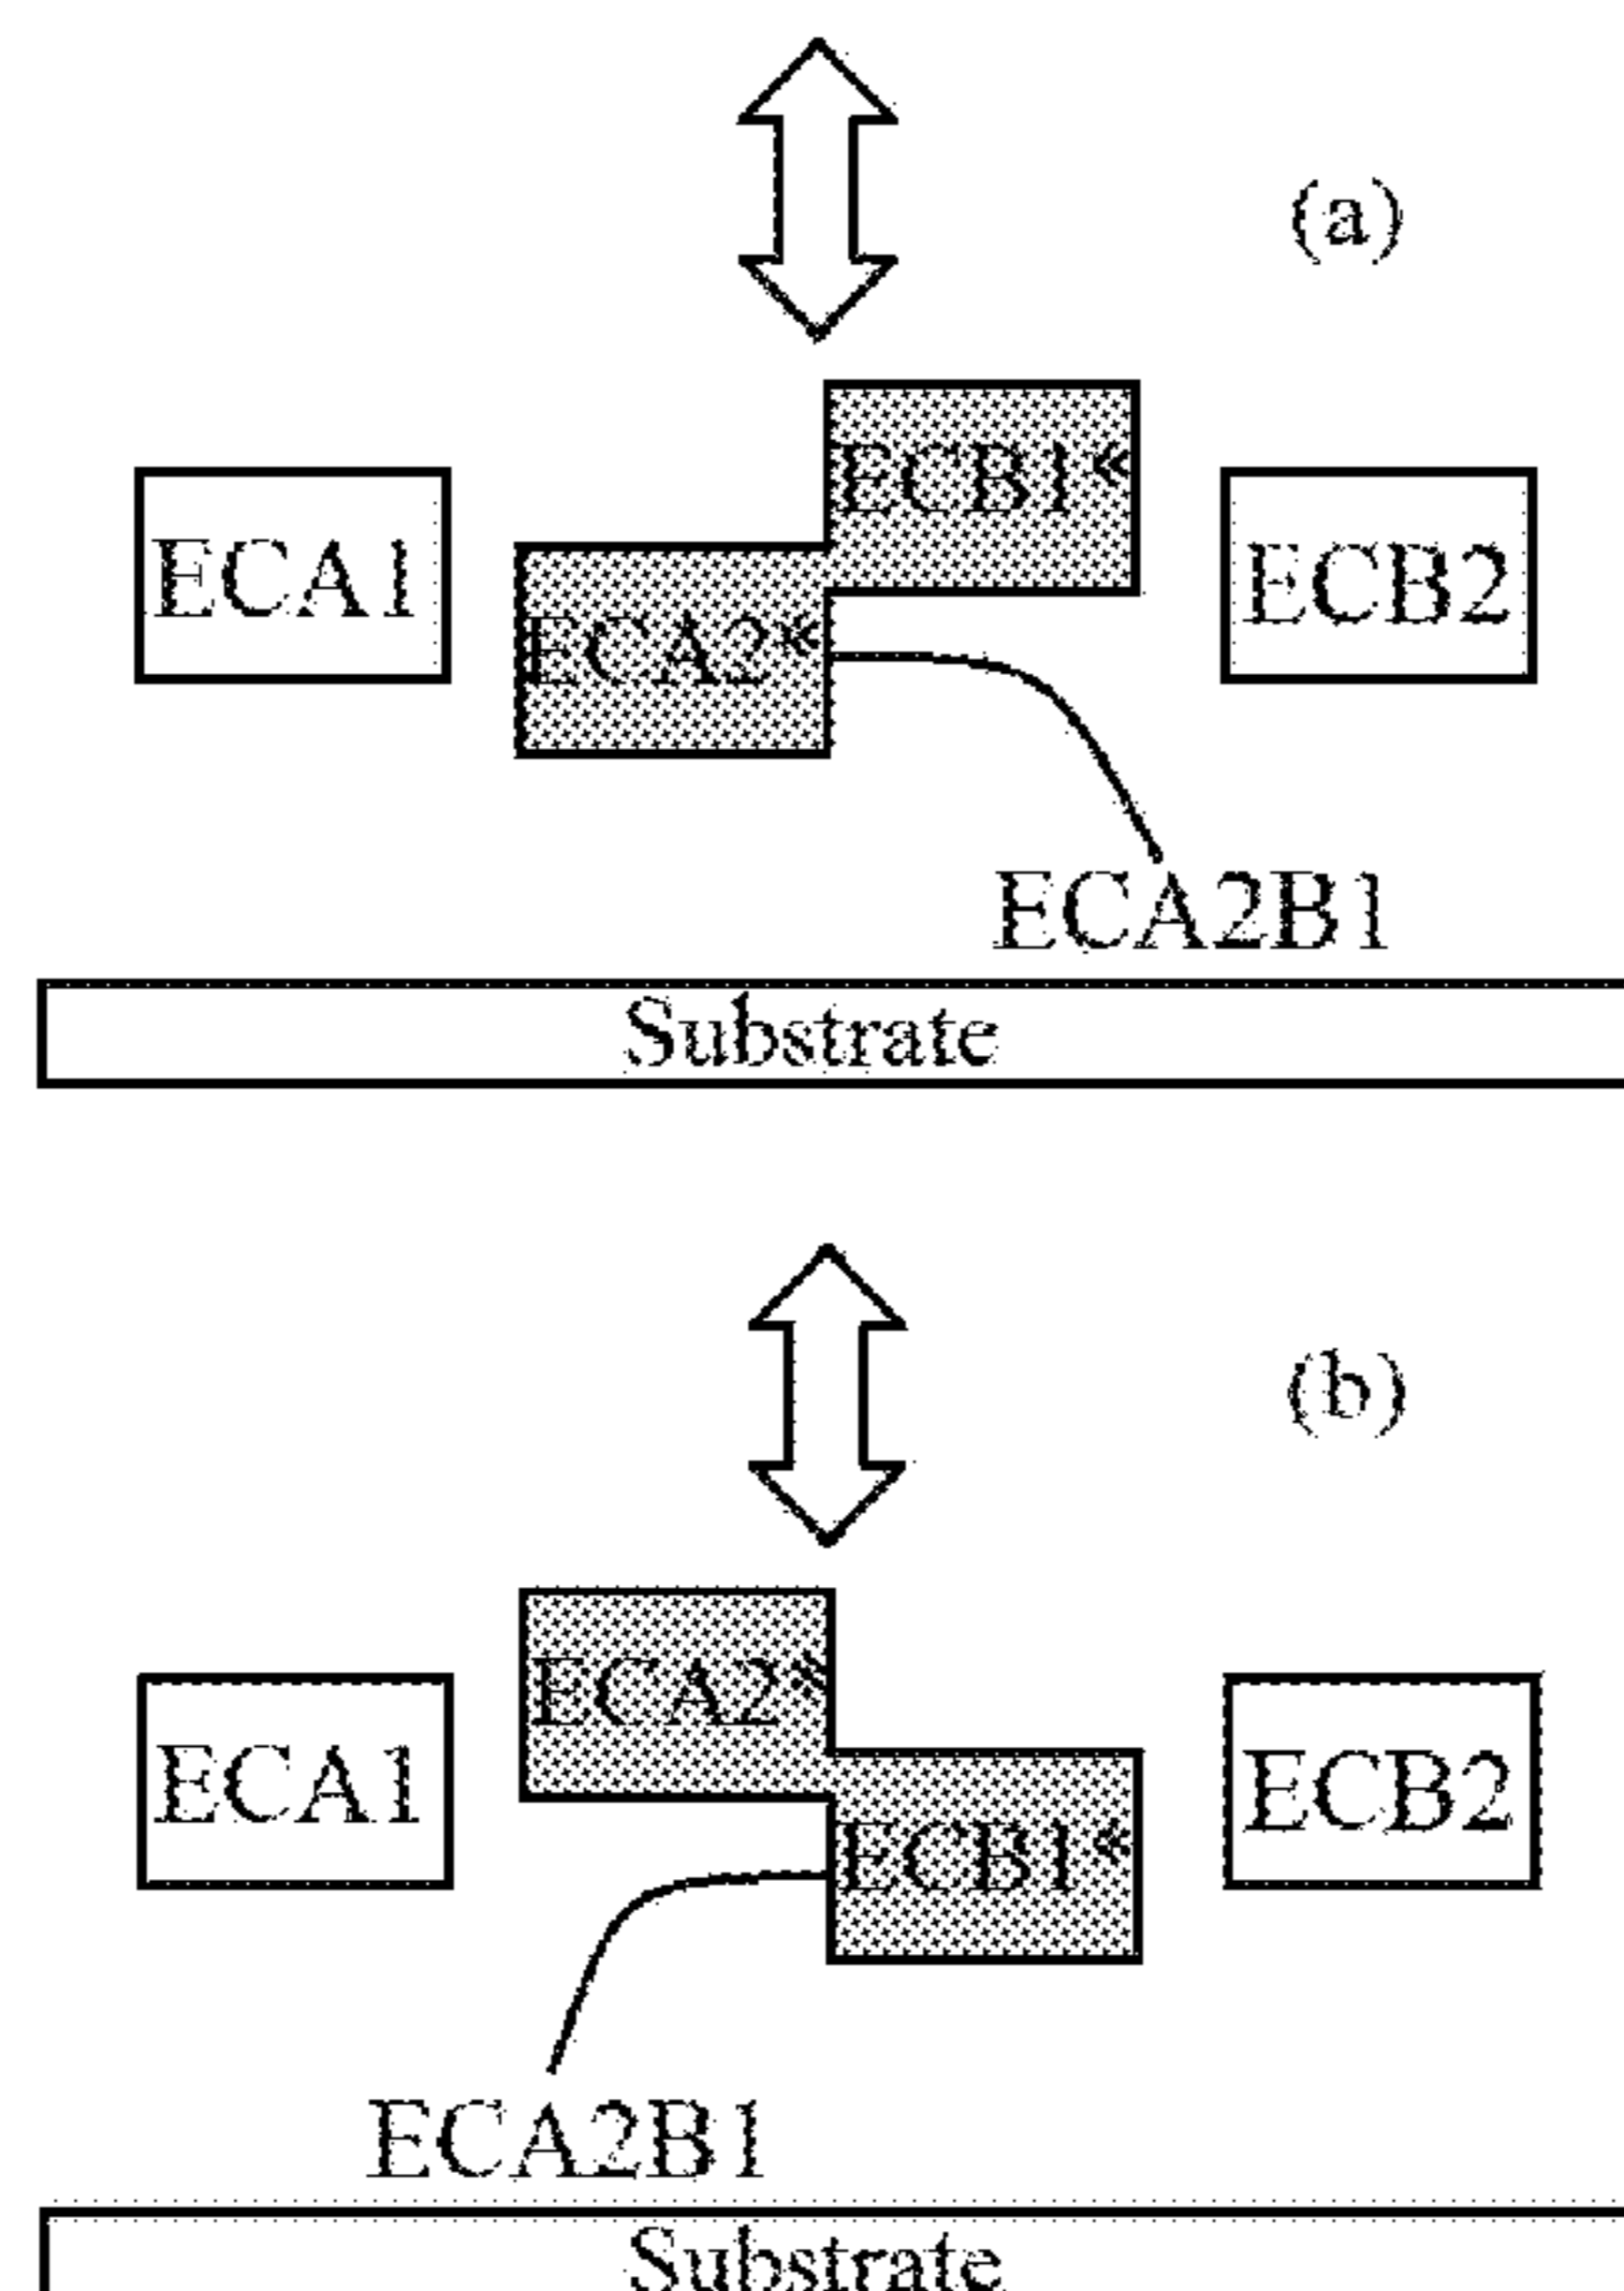 (a)
ECB1«
ECA1
ECB2
ECA2«
ECA2B1
Substrate
(b)
ECA2«
ECA1
ECB2
ECB1«
ECA2B1
Substrate